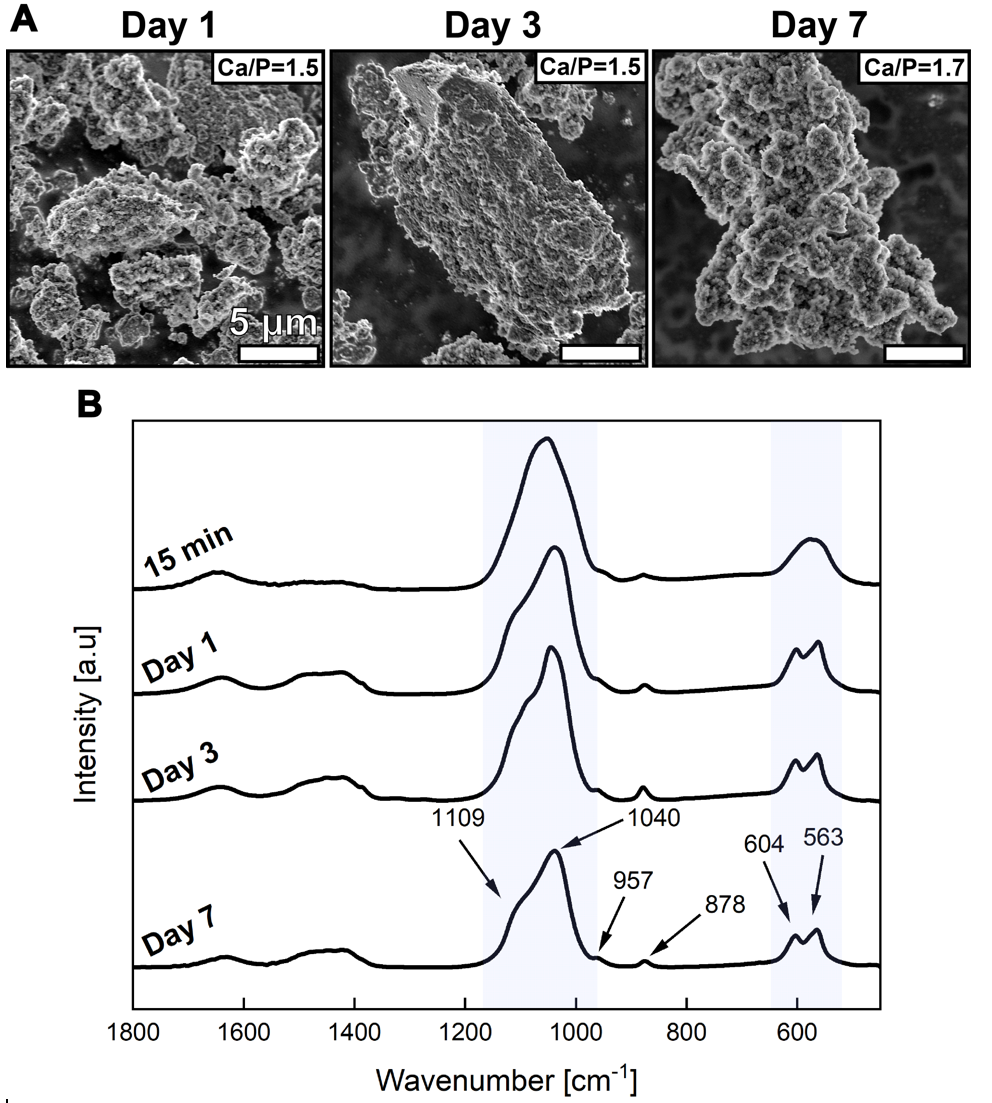 A
Day 1
Day 3
Day 7
Ca/P=1.5
Ca/P=1.5
Ca/P=1.7
5 µm
B
15 min
Day 1
Day 3
1109
1040
604
563
957
878
Day 7
Intensity [a.u]
1800
1600
1400
1200
1000
800
600
Wavenumber [cm⁻¹]